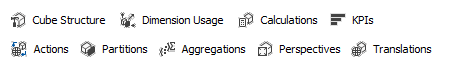 Cube Structure Dimension Usage Calculations KPIs
Actions Partitions Aggregations Perspectives Translations